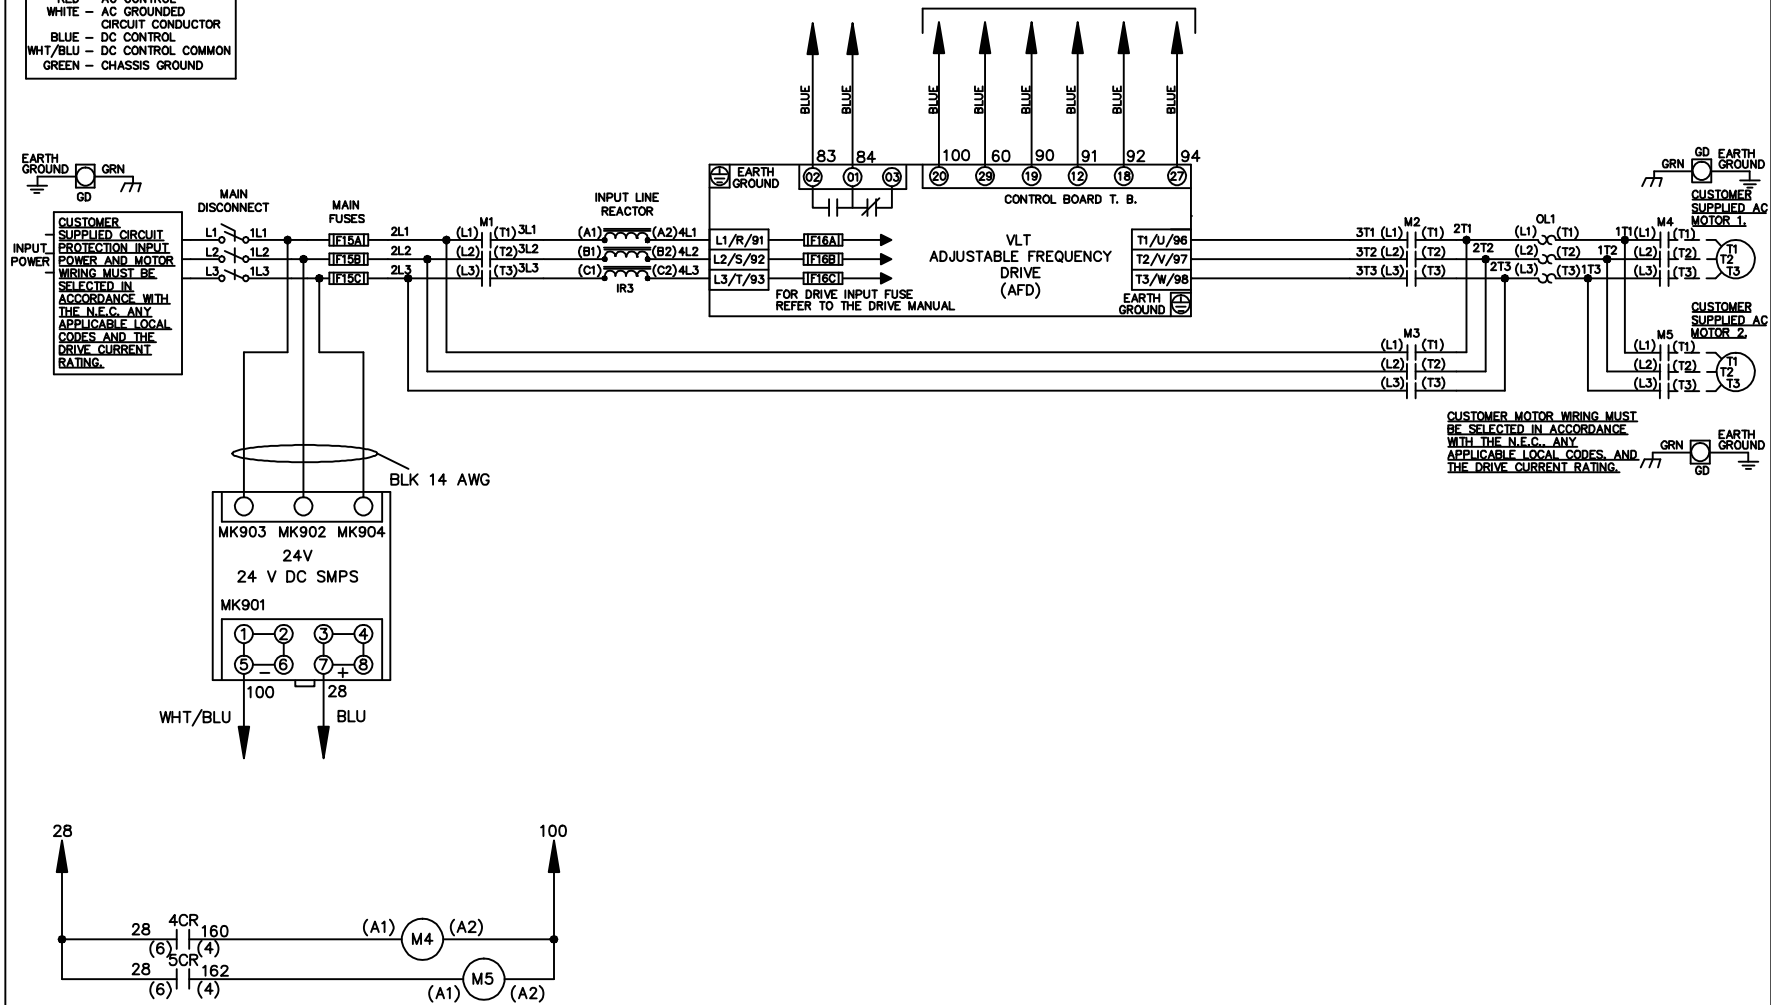 WHITE – AC GROUNDED
CIRCUIT CONDUCTOR
BLUE – DC CONTROL
WHT/BLU – DC CONTROL COMMON
GREEN – CHASSIS GROUND
BLUE
BLUE
BLUE
BLUE
BLUE
BLUE
BLUE
BLUE
83 84
100 60 90 91 92 94
EARTH GROUND
GRN
GD
EARTH
GROUND
02 01 03
20 29 19 12 18 27
CONTROL BOARD T. B.
GRN
GD
EARTH
GROUND
MAIN
DISCONNECT
MAIN
FUSES
INPUT LINE
REACTOR
INPUT
POWER
CUSTOMER
SUPPLIED CIRCUIT
PROTECTION INPUT
POWER AND MOTOR
WIRING MUST BE
SELECTED IN
ACCORDANCE WITH
THE N.E.C. ANY
APPLICABLE LOCAL
CODES AND THE
DRIVE CURRENT
RATING.
M1
L1 1L1 F15A 2L1 (L1) (T1) 3L1 (A1) (A2) 4L1 L1/R/91 F16A
L2 1L2 F15B 2L2 (L2) (T2) 3L2 (B1) (B2) 4L2 L2/S/92 F16B
L3 1L3 F15C 2L3 (L3) (T3) 3L3 (C1) (C2) 4L3 L3/T/93 F16C
IR3
VLT
ADJUSTABLE FREQUENCY
DRIVE
(AFD)
FOR DRIVE INPUT FUSE
REFER TO THE DRIVE MANUAL
T1/U/96
T2/V/97
T3/W/98
EARTH
GROUND
M2 OL1 M4
3T1 (L1) (T1) 2T1 (L1) (T1) 1T1 (L1) (T1) T1
3T2 (L2) (T2) 2T2 (L2) (T2) 1T2 (L2) (T2) T2
3T3 (L3) (T3) 2T3 (L3) (T3) 1T3 (L3) (T3) T3
CUSTOMER
SUPPLIED AC
MOTOR 1.
CUSTOMER
SUPPLIED AC
MOTOR 2.
M3 M5
(L1) (T1) (L1) (T1) T1
(L2) (T2) (L2) (T2) T2
(L3) (T3) (L3) (T3) T3
CUSTOMER MOTOR WIRING MUST
BE SELECTED IN ACCORDANCE
WITH THE N.E.C., ANY
APPLICABLE LOCAL CODES, AND
THE DRIVE CURRENT RATING.
GRN
GD
EARTH
GROUND
BLK 14 AWG
MK903 MK902 MK904
24V
24 V DC SMPS
MK901
1 2 3 4
5 – 6 7 + 8
100 28
WHT/BLU BLU
28 100
4CR
28 160 (A1) M4 (A2)
(6) (4)
5CR
28 162 M5
(6) (4) (A1) (A2)